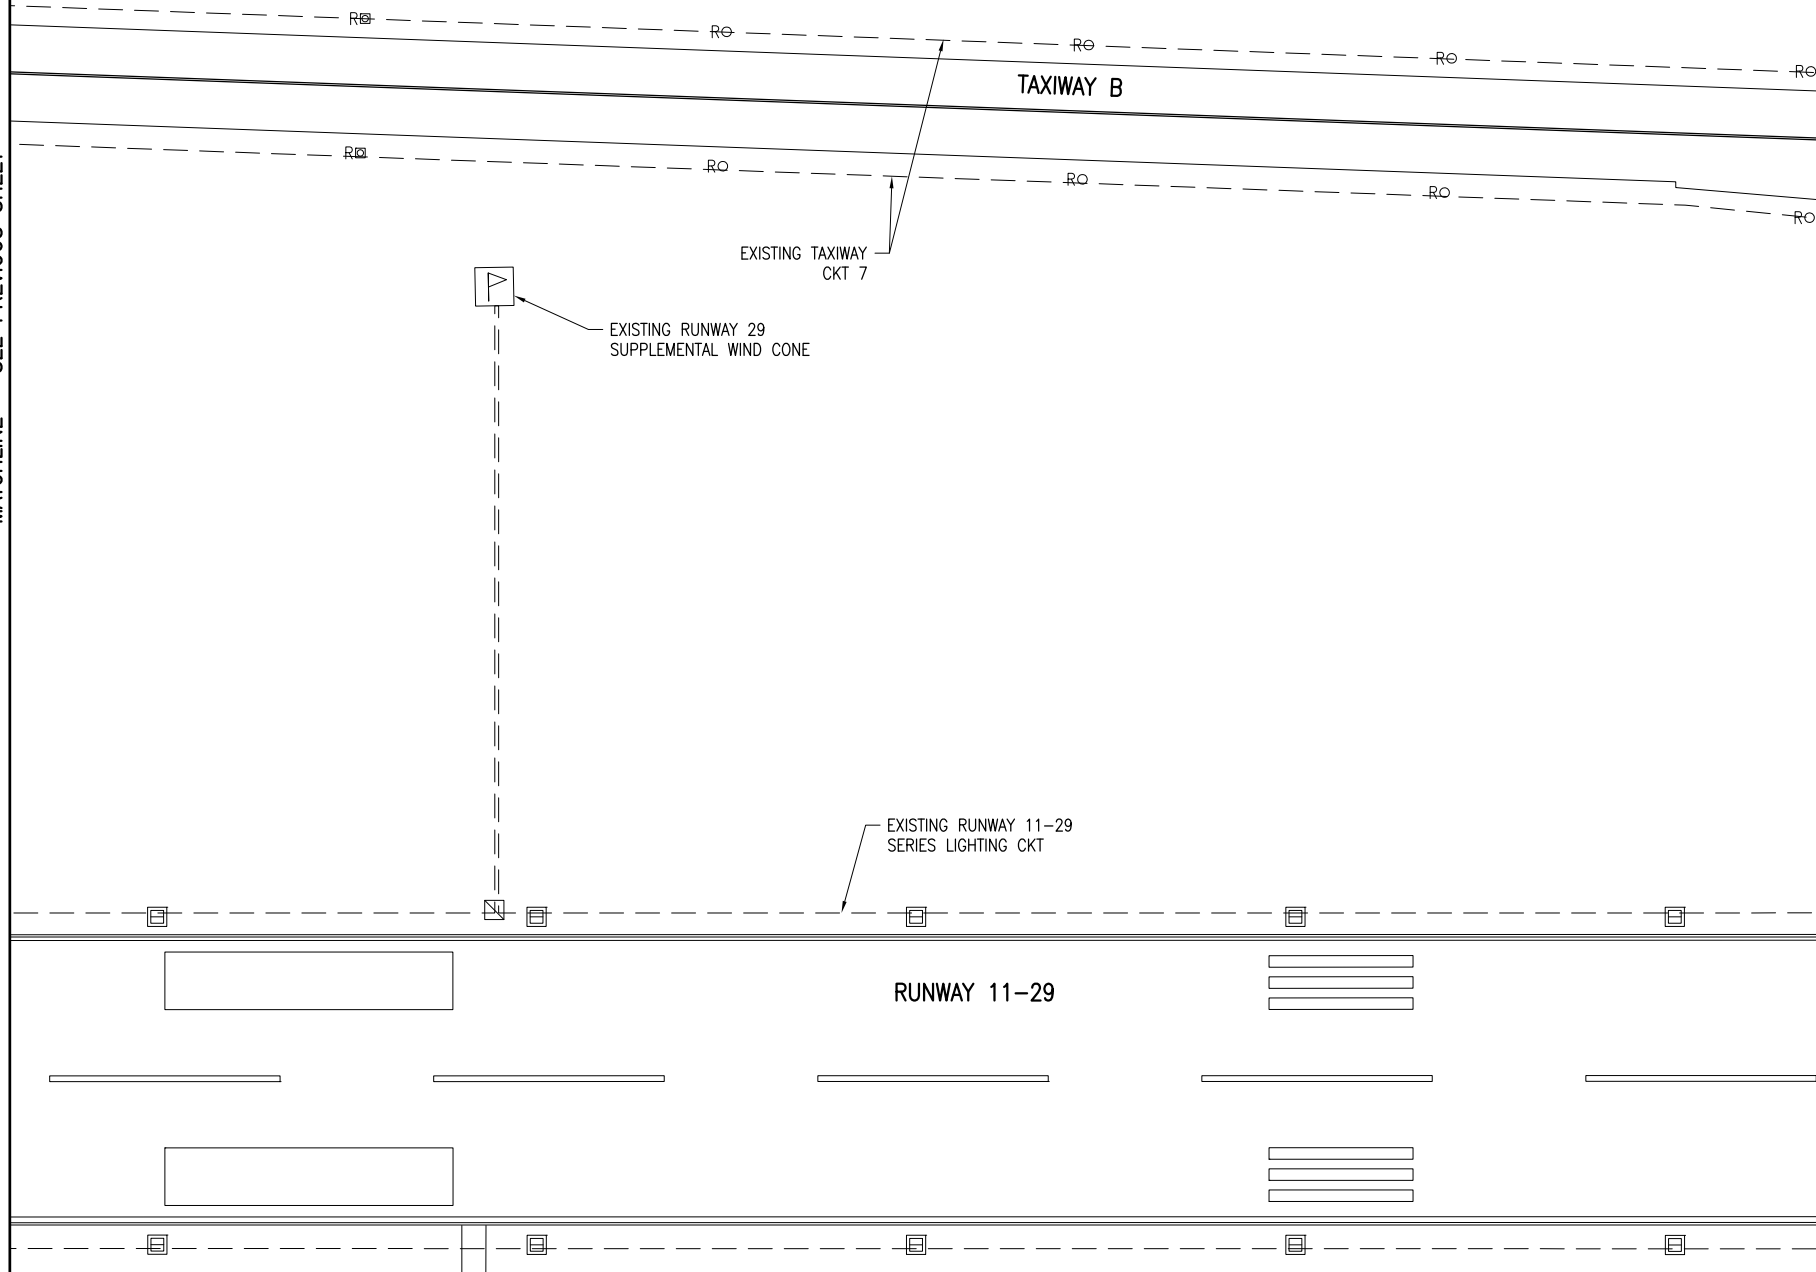 R
R
R
R
R
TAXIWAY B
R
R
R
R
R
EXISTING TAXIWAY
CKT 7
EXISTING RUNWAY 29
SUPPLEMENTAL WIND CONE
EXISTING RUNWAY 11-29
SERIES LIGHTING CKT
RUNWAY 11-29